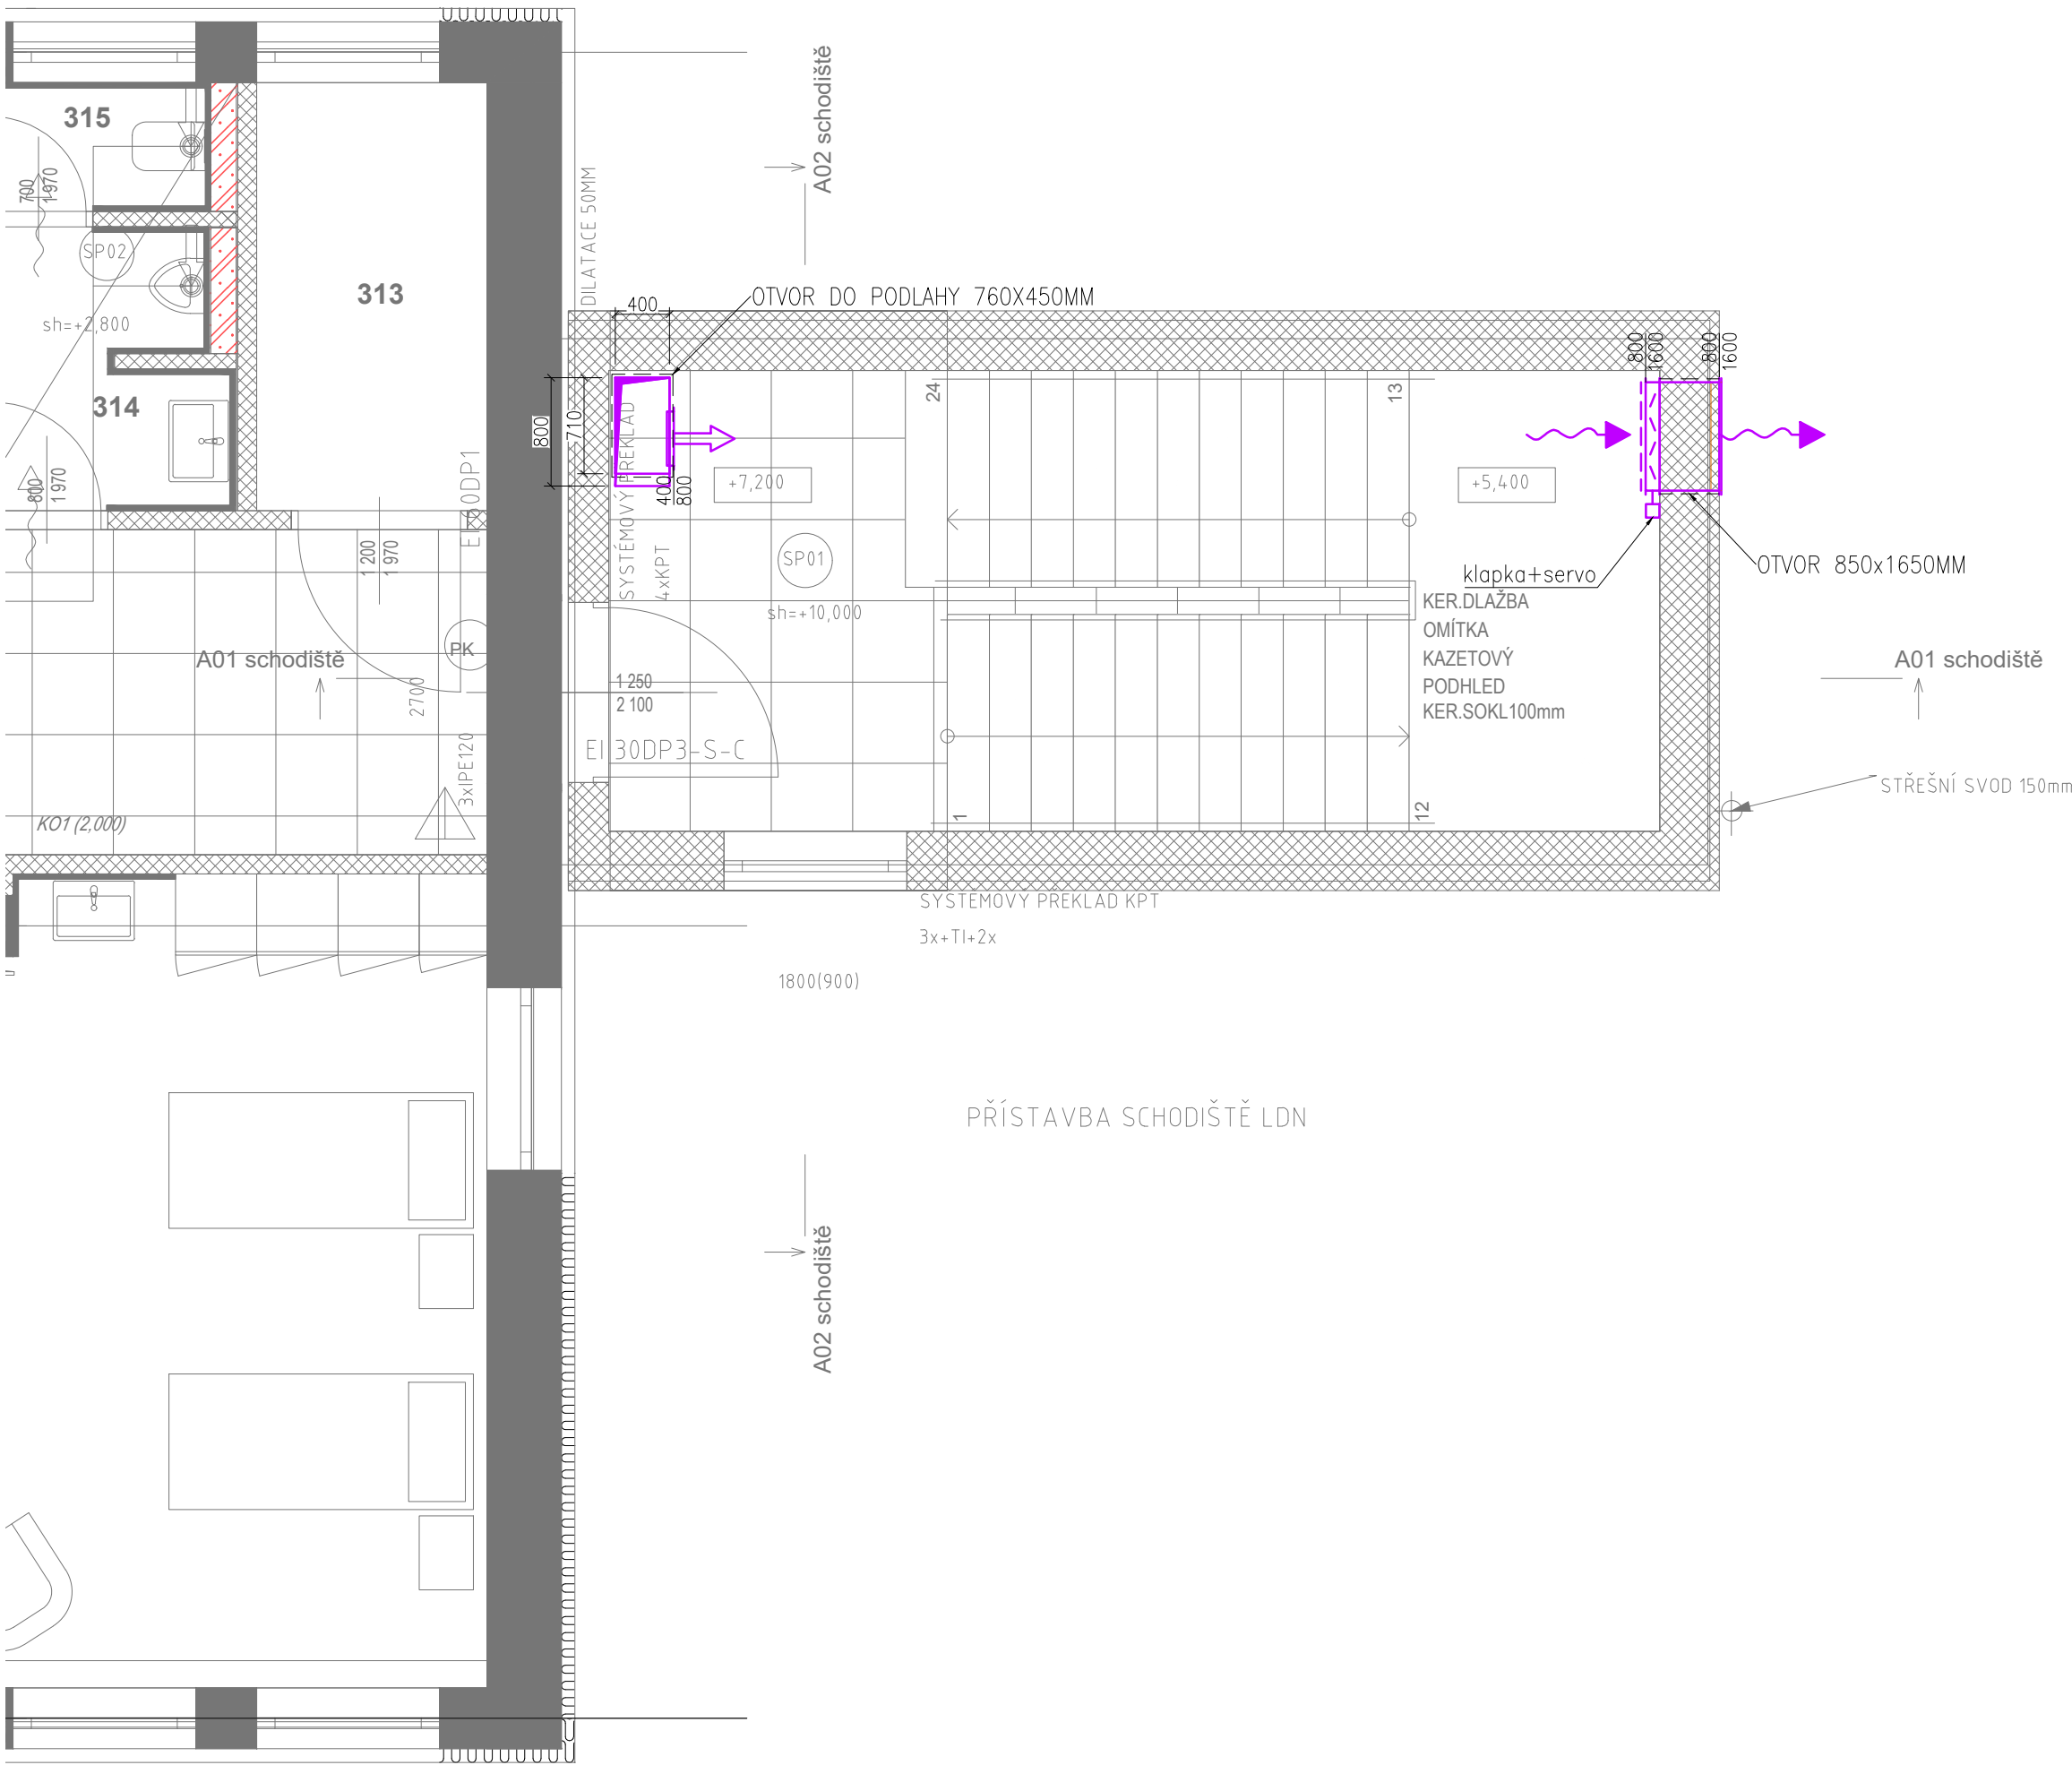 315
700
1 970
SP02
sh=+2,800
313
314
800
1 970
1 200
1 970
A01 schodiště
PK
2700
3xIPE120
KO1 (2,000)
DILATACE 50MM
A02 schodiště
400
OTVOR DO PODLAHY 760X450MM
800
710
400
800
SYSTÉMOVÝ PŘEKLAD
4xKPT
+7,200
SP01
sh=+10,000
1 250
2 100
EI 30DP3-S-C
24
13
1
12
+5,400
800
1600
800
1600
klapka+servo
OTVOR 850x1650MM
KER.DLAŽBA
OMÍTKA
KAZETOVÝ
PODHLED
KER.SOKL100mm
A01 schodiště
STŘEŠNÍ SVOD 150mm
SYSTÉMOVÝ PŘEKLAD KPT
3x+TI+2x
1800(900)
PŘÍSTAVBA SCHODIŠTĚ LDN
A02 schodiště